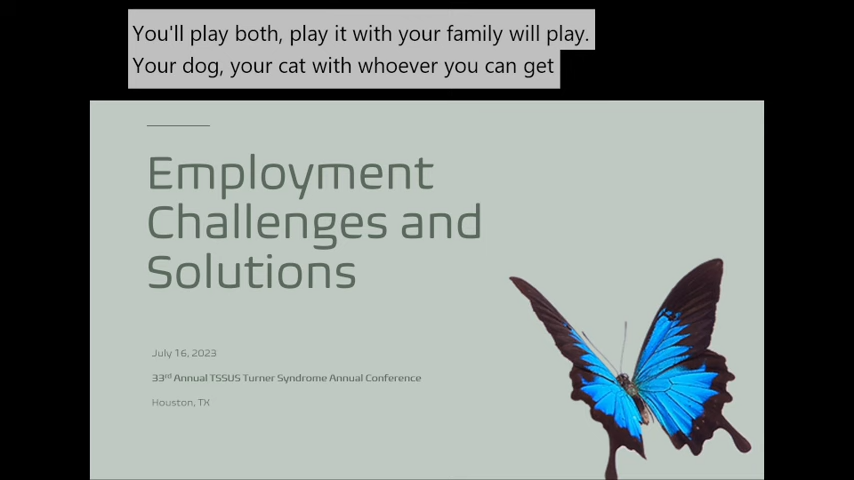 You'll play both, play it with your family will play.
Your dog, your cat with whoever you can get
Employment
Challenges and
Solutions
July 16, 2023
33rd Annual TSSUS Turner Syndrome Annual Conference
Houston, TX